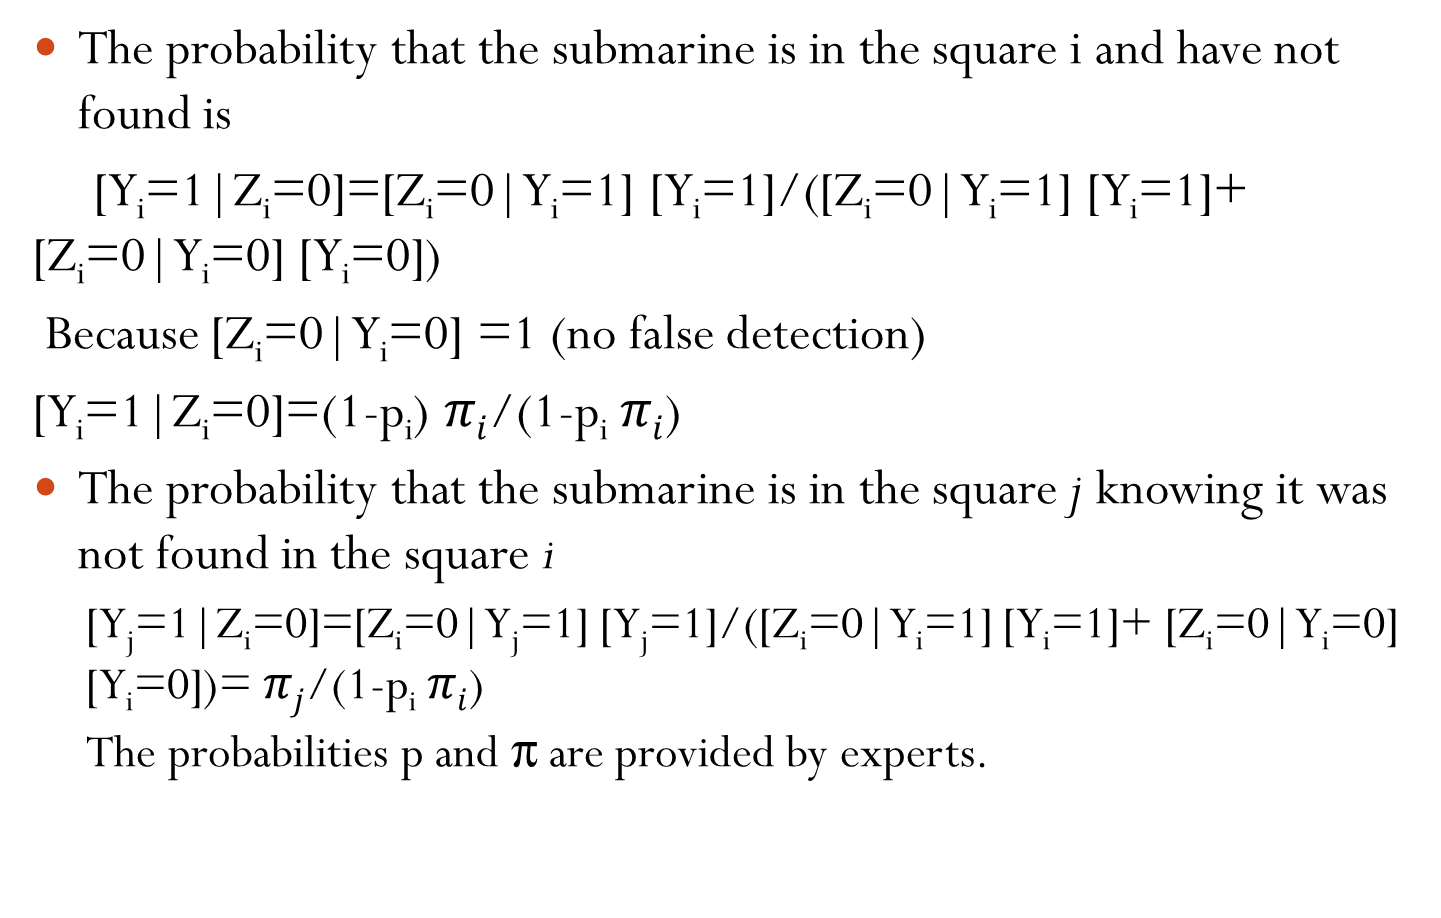 • The probability that the submarine is in the square i and have not
found is
[Yᵢ=1|Zᵢ=0]=[Zᵢ=0|Yᵢ=1] [Yᵢ=1]/([Zᵢ=0|Yᵢ=1] [Yᵢ=1]+
[Zᵢ=0|Yᵢ=0] [Yᵢ=0])
Because [Zᵢ=0|Yᵢ=0] =1 (no false detection)
[Yᵢ=1|Zᵢ=0]=(1-pᵢ) πᵢ/(1-pᵢ πᵢ)
• The probability that the submarine is in the square j knowing it was
not found in the square i
[Yⱼ=1|Zᵢ=0]=[Zᵢ=0|Yⱼ=1] [Yⱼ=1]/([Zᵢ=0|Yᵢ=1] [Yᵢ=1]+ [Zᵢ=0|Yᵢ=0]
[Yᵢ=0])= πⱼ/(1-pᵢ πᵢ)
The probabilities p and π are provided by experts.